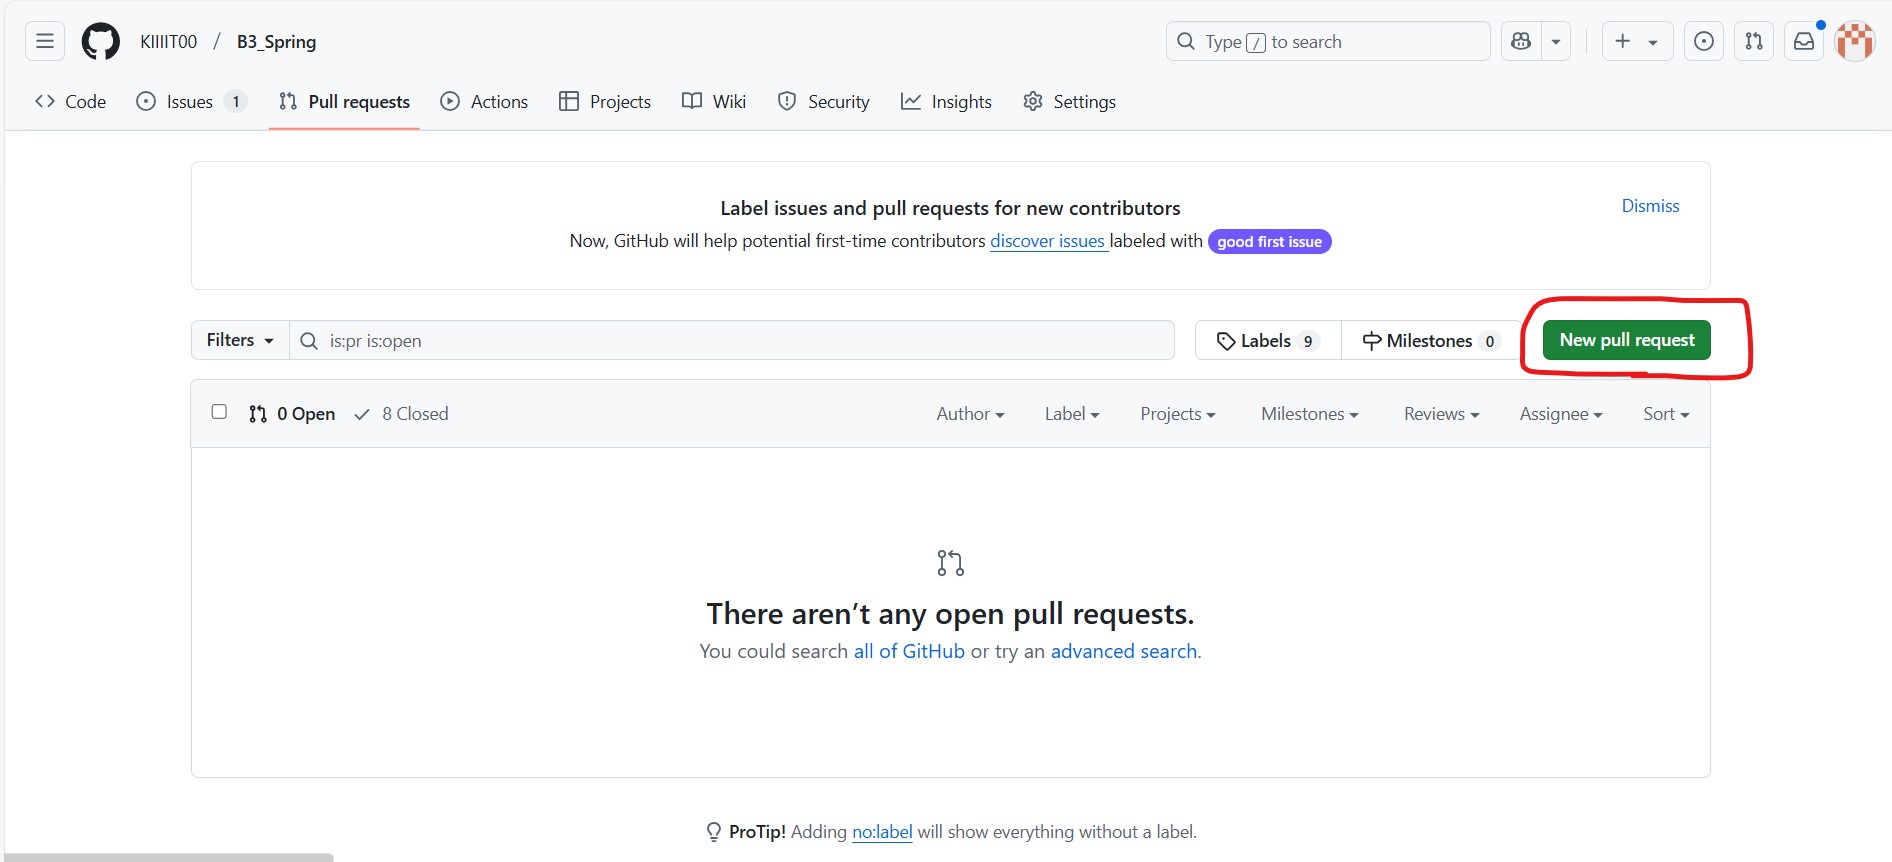 KIIIIT00 / B3_Spring
Type / to search
Code Issues 1 Pull requests Actions Projects Wiki Security Insights Settings
Label issues and pull requests for new contributors
Dismiss
Now, GitHub will help potential first-time contributors discover issues labeled with good first issue
Filters is:pr is:open Labels 9 Milestones 0 New pull request
0 Open 8 Closed Author Label Projects Milestones Reviews Assignee Sort
There aren’t any open pull requests.
You could search all of GitHub or try an advanced search.
ProTip! Adding no:label will show everything without a label.